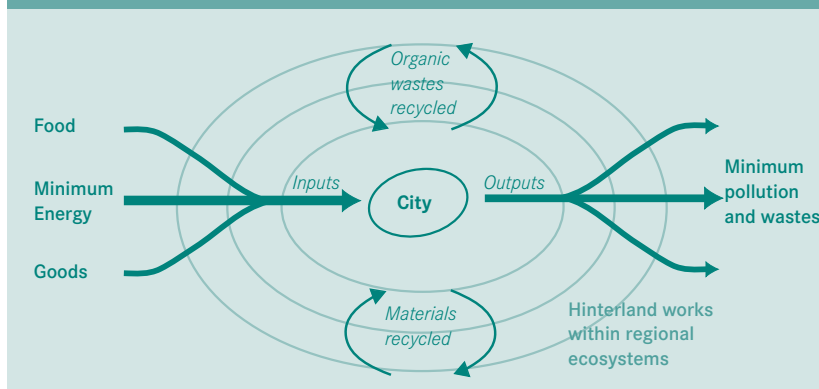 Organic
wastes
recycled
Food
Minimum
Energy
Goods
Inputs
City
Outputs
Minimum
pollution
and wastes
Materials
recycled
Hinterland works
within regional
ecosystems